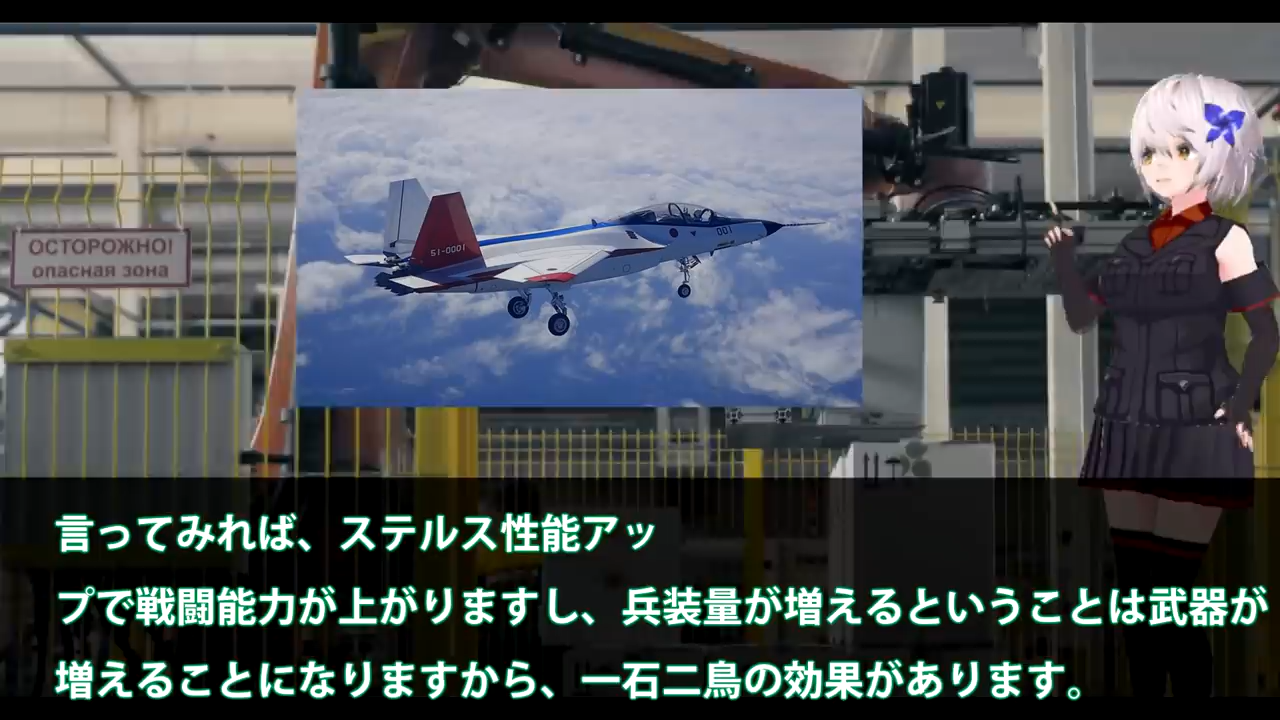 ОСТОРОЖНО!
опасная зона
51-0001
001
言ってみれば、ステルス性能アッ
プで戦闘能力が上がりますし、兵装量が増えるということは武器が
増えることになりますから、一石二鳥の効果があります。